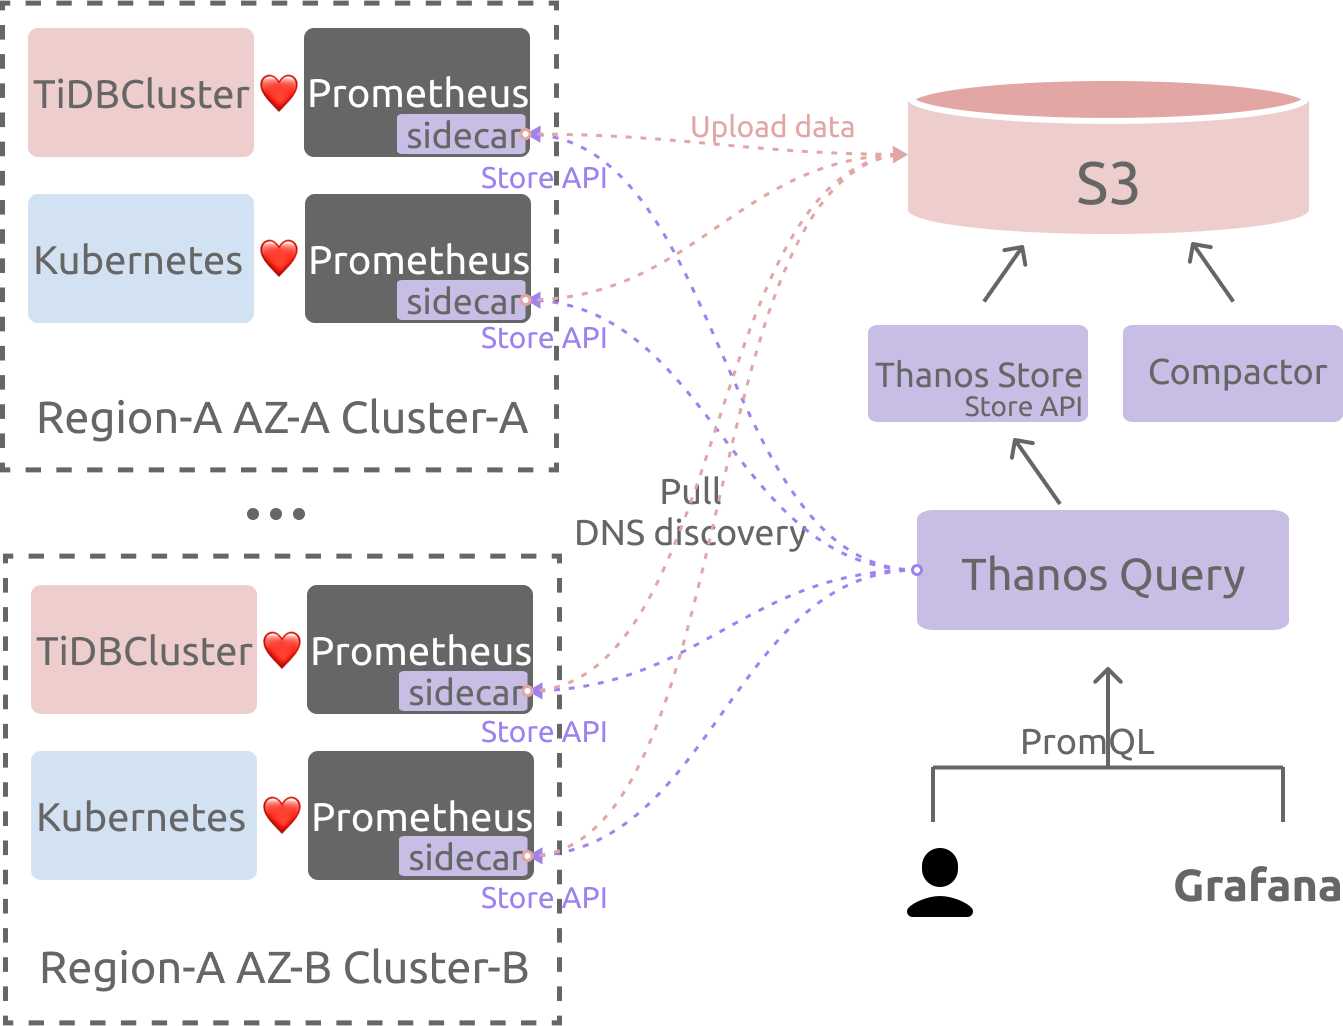 TiDBCluster
Prometheus
sidecar
Store API
Kubernetes
Prometheus
sidecar
Store API
Region-A AZ-A Cluster-A
TiDBCluster
Prometheus
sidecar
Store API
Kubernetes
Prometheus
sidecar
Store API
Region-A AZ-B Cluster-B
Upload data
Pull
DNS discovery
S3
Thanos Store
Store API
Compactor
Thanos Query
PromQL
Grafana